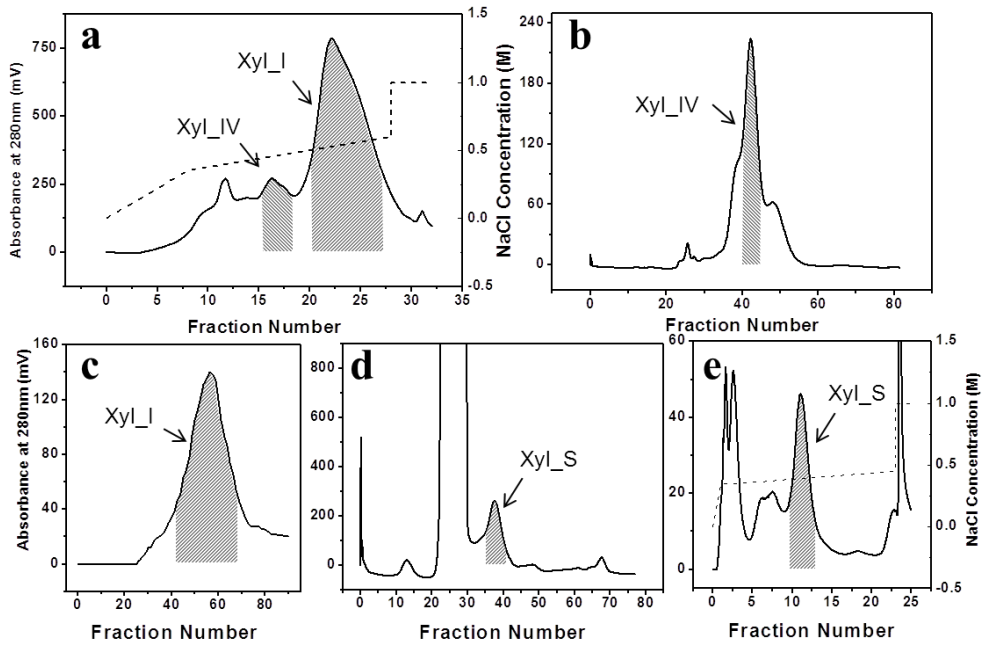 a
Xyl_I
Xyl_IV
Absorbance at 280nm (mV)
750
500
250
0
1.5
1.0
0.5
0.0
-0.5
NaCl Concentration (M)
0 5 10 15 20 25 30 35
Fraction Number
b
Xyl_IV
240
180
120
60
0
0 20 40 60 80
Fraction Number
c
Xyl_I
Absorbance at 280nm (mV)
160
120
80
40
0
0 20 40 60 80
Fraction Number
d
Xyl_S
800
600
400
200
0
0 10 20 30 40 50 60 70 80
Fraction Number
e
Xyl_S
60
40
20
0
1.5
1.0
0.5
0.0
-0.5
NaCl Concentration (M)
0 5 10 15 20 25
Fraction Number